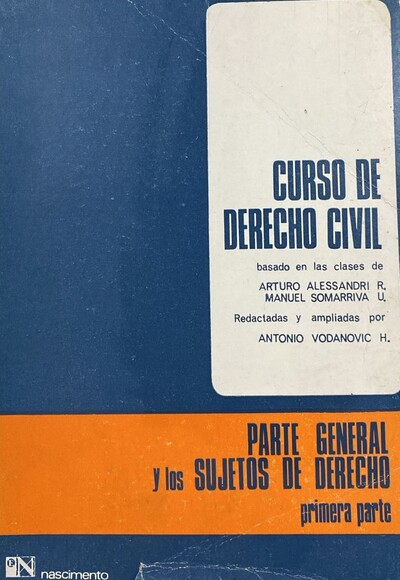 CURSO DE
DERECHO CIVIL
basado en las clases de
ARTURO ALESSANDRI R.
MANUEL SOMARRIVA U.
Redactadas y ampliadas por
ANTONIO VODANOVIC H.
PARTE GENERAL
y los SUJETOS DE DERECHO
primera parte
N nascimento